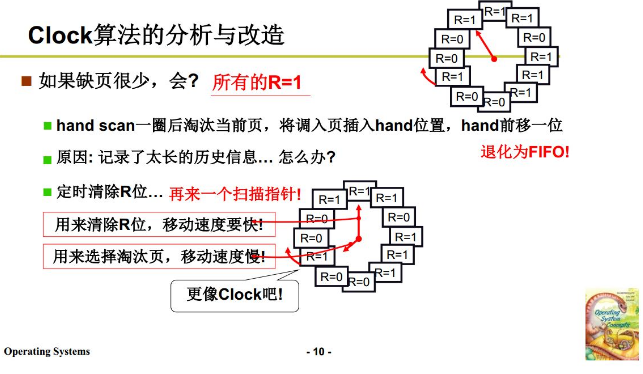 Clock算法的分析与改造
R=1
R=1
R=1
R=0
R=0
R=0
R=1
R=1
R=1
R=0
R=0
R=1
如果缺页很少，会? 所有的R=1
hand scan一圈后淘汰当前页，将调入页插入hand位置，hand前移一位
原因: 记录了太长的历史信息… 怎么办?
退化为FIFO!
定时清除R位… 再来一个扫描指针!
用来清除R位，移动速度要快!
用来选择淘汰页，移动速度慢!
更像Clock吧!
R=1
R=1
R=1
R=0
R=0
R=0
R=1
R=1
R=1
R=0
R=0
R=1
Operating System Concepts
Operating Systems
- 10 -